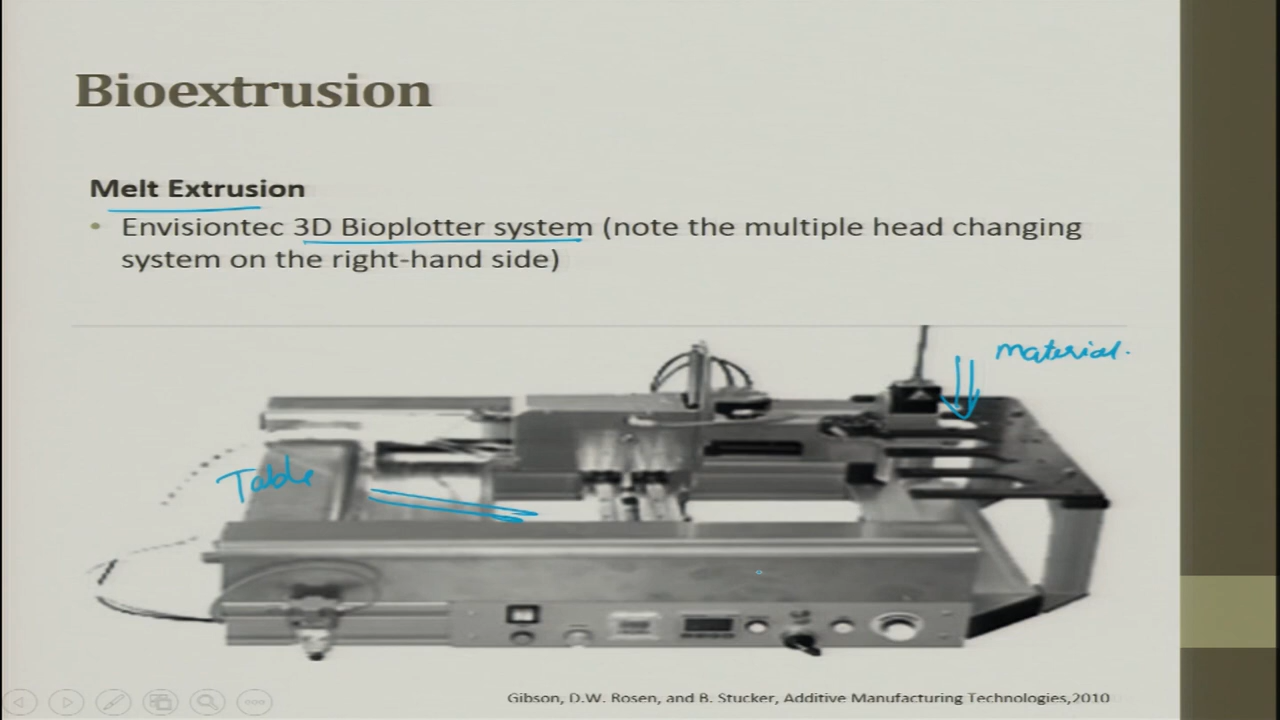 Bioextrusion
Melt Extrusion
• Envisiontec 3D Bioplotter system (note the multiple head changing
system on the right-hand side)
material.
Table
Gibson, D.W. Rosen, and B. Stucker, Additive Manufacturing Technologies,2010